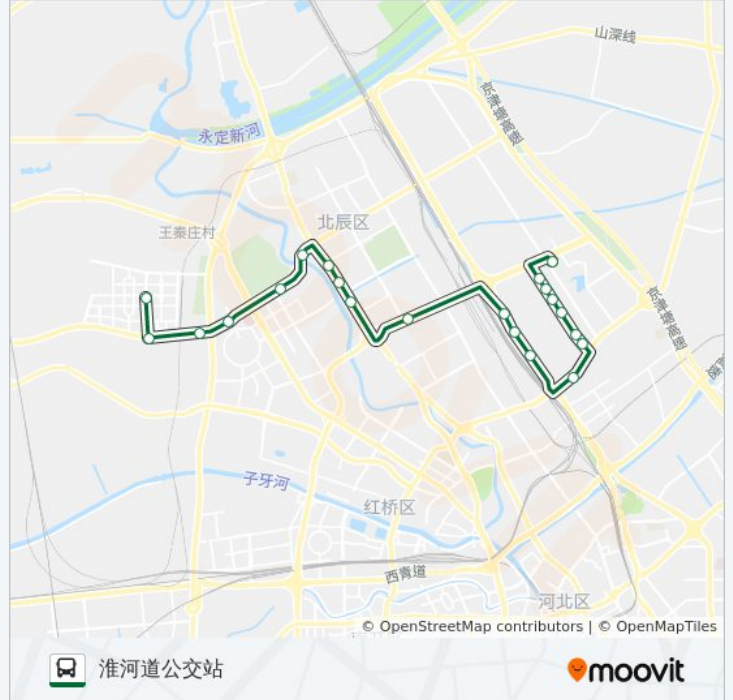 山深线
京津塘高速
永定新河
北辰区
王秦庄村
京津塘高速
高速
子牙河
红桥区
西青道
河北区
© OpenStreetMap contributors | © OpenMapTiles
淮河道公交站
moovit